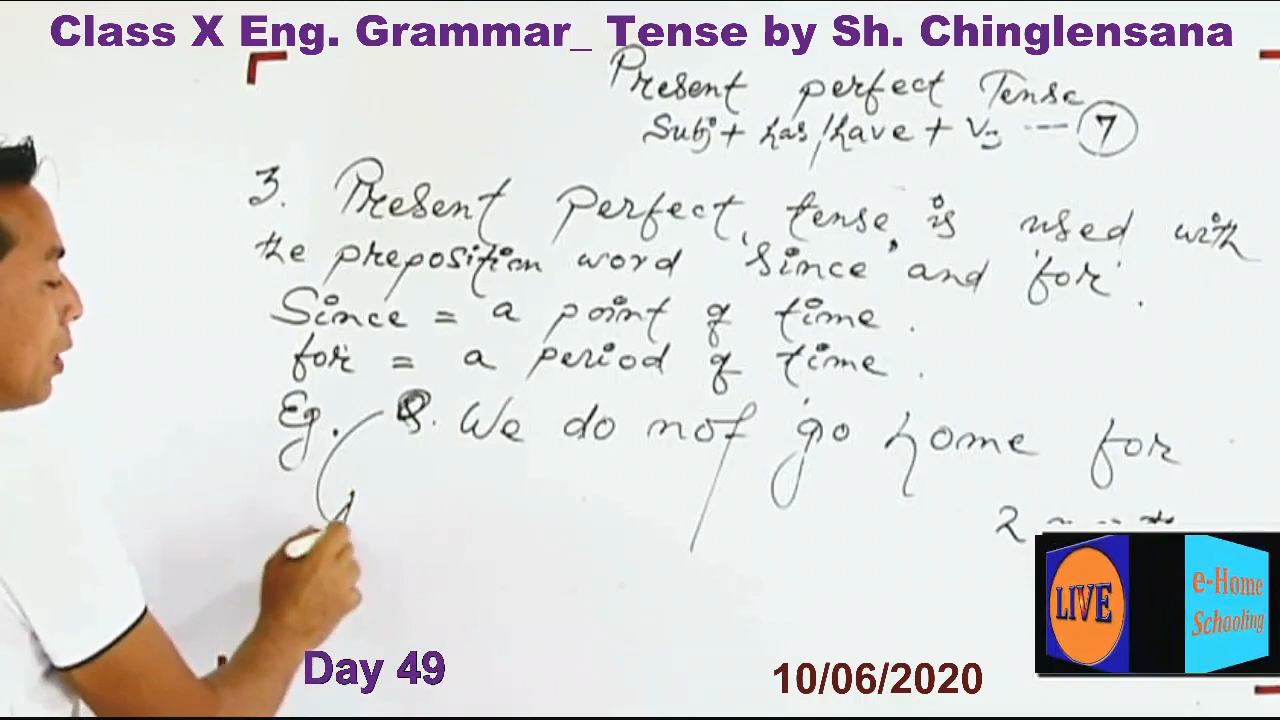 Class X Eng. Grammar_ Tense by Sh. Chinglensana
Present perfect Tense
Subj + has/have + V3 --- 7
3. Present perfect tense is used with
the preposition word 'since' and 'for'.
Since = a point of time.
for = a period of time.
Eg. Q. We do not go home for
2
A
LIVE
e-Home
Schooling
Day 49
10/06/2020